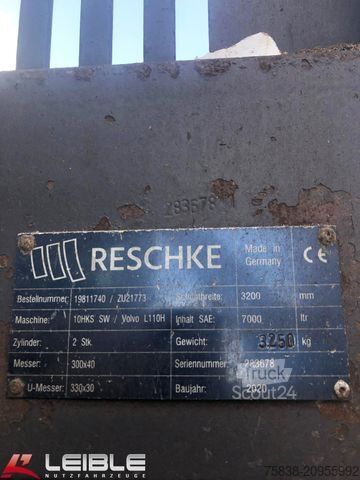 283678
RESCHKE
Made in Germany
CE
Bestellnummer: 19811740 / ZU21773 Schnittbreite: 3200 mm
Maschine: 10HKS SW / Volvo L110H Inhalt SAE: 7000 ltr
Zylinder: 2 Stk Gewicht: 3250 kg
Messer: 300x40 Seriennummer: 283678
U-Messer: 330x30 Baujahr: 2020
Truck
Scout24
LEIBLE
NUTZFAHRZEUGE
75838-20955992